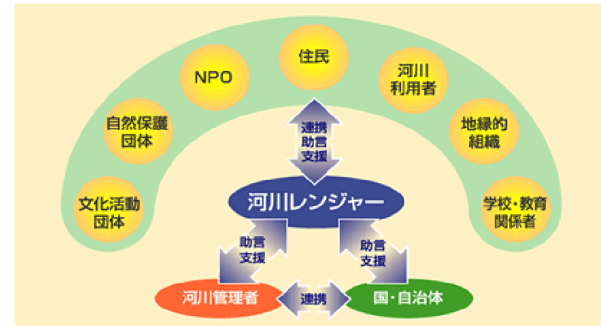 住民
NPO
河川
利用者
自然保護
団体
地縁的
組織
文化活動
団体
学校・教育
関係者
連携
助言
支援
河川レンジャー
助言
支援
助言
支援
河川管理者
連携
国・自治体